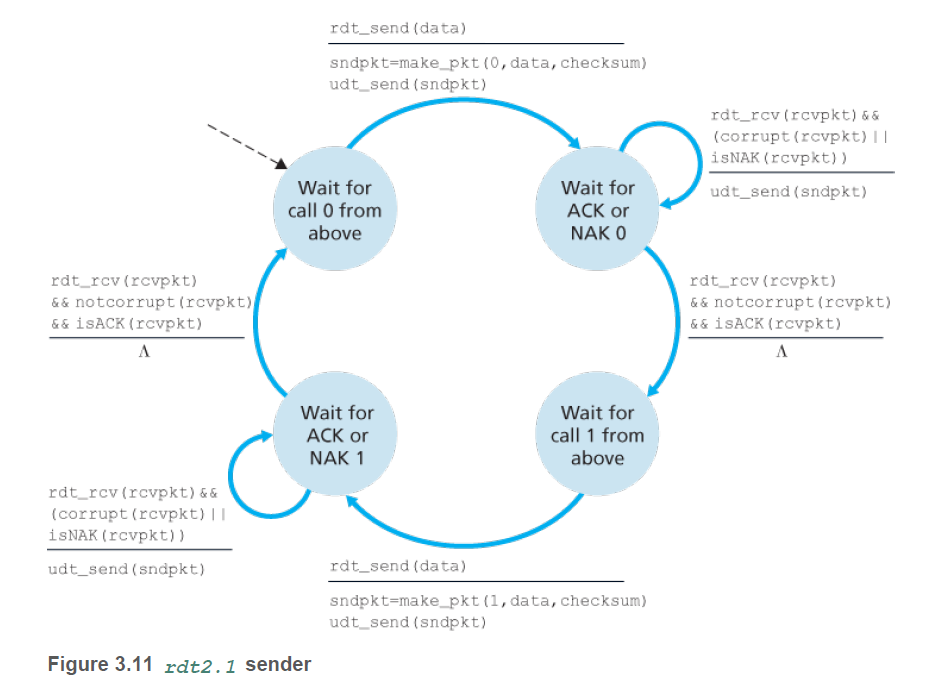 rdt_send(data)
sndpkt=make_pkt(0,data,checksum)
udt_send(sndpkt)
rdt_rcv(rcvpkt)&&
(corrupt(rcvpkt)||
isNAK(rcvpkt))
udt_send(sndpkt)
Wait for
call 0 from
above
Wait for
ACK or
NAK 0
rdt_rcv(rcvpkt)
&& notcorrupt(rcvpkt)
&& isACK(rcvpkt)
Λ
rdt_rcv(rcvpkt)
&& notcorrupt(rcvpkt)
&& isACK(rcvpkt)
Λ
Wait for
ACK or
NAK 1
Wait for
call 1 from
above
rdt_rcv(rcvpkt)&&
(corrupt(rcvpkt)||
isNAK(rcvpkt))
udt_send(sndpkt)
rdt_send(data)
sndpkt=make_pkt(1,data,checksum)
udt_send(sndpkt)
Figure 3.11 rdt2.1 sender